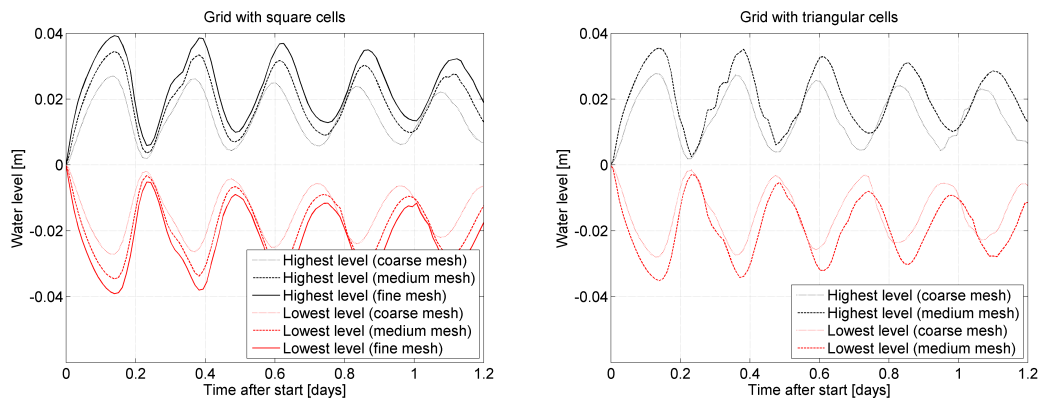 Grid with square cells
Water level [m]
0.04
0.02
0
-0.02
-0.04
Highest level (coarse mesh)
Highest level (medium mesh)
Highest level (fine mesh)
Lowest level (coarse mesh)
Lowest level (medium mesh)
Lowest level (fine mesh)
0 0.2 0.4 0.6 0.8 1 1.2
Time after start [days]
Grid with triangular cells
Water level [m]
0.04
0.02
0
-0.02
-0.04
Highest level (coarse mesh)
Highest level (medium mesh)
Lowest level (coarse mesh)
Lowest level (medium mesh)
0 0.2 0.4 0.6 0.8 1 1.2
Time after start [days]